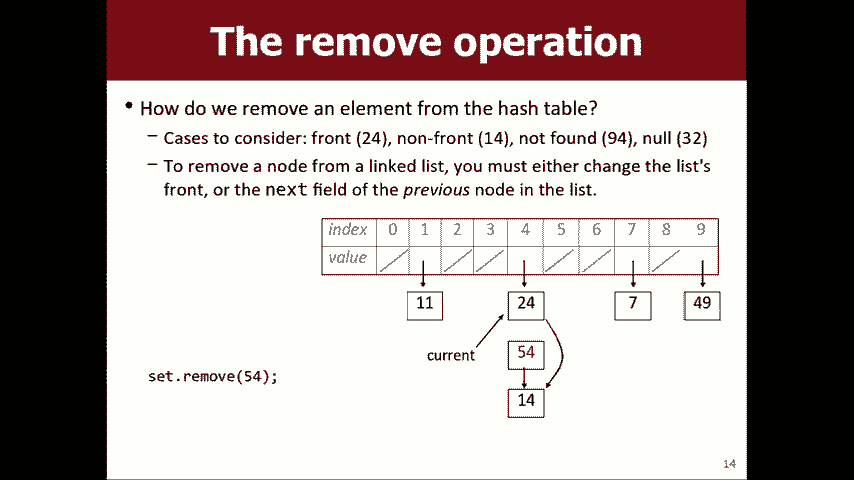 The remove operation
• How do we remove an element from the hash table?
– Cases to consider: front (24), non-front (14), not found (94), null (32)
– To remove a node from a linked list, you must either change the list's
front, or the next field of the previous node in the list.
index 0 1 2 3 4 5 6 7 8 9
value
11 24 7 49
current 54
set.remove(54);
14
14